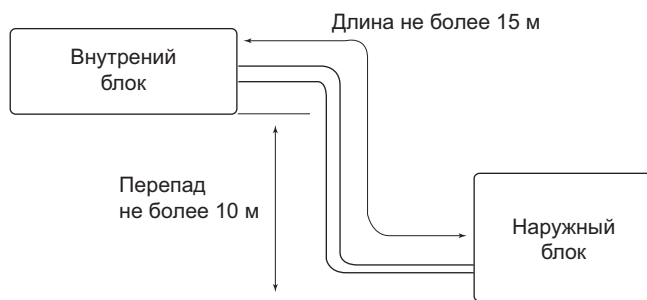 Длина не более 15 м
Внутрений
блок
Перепад
не более 10 м
Наружный
блок